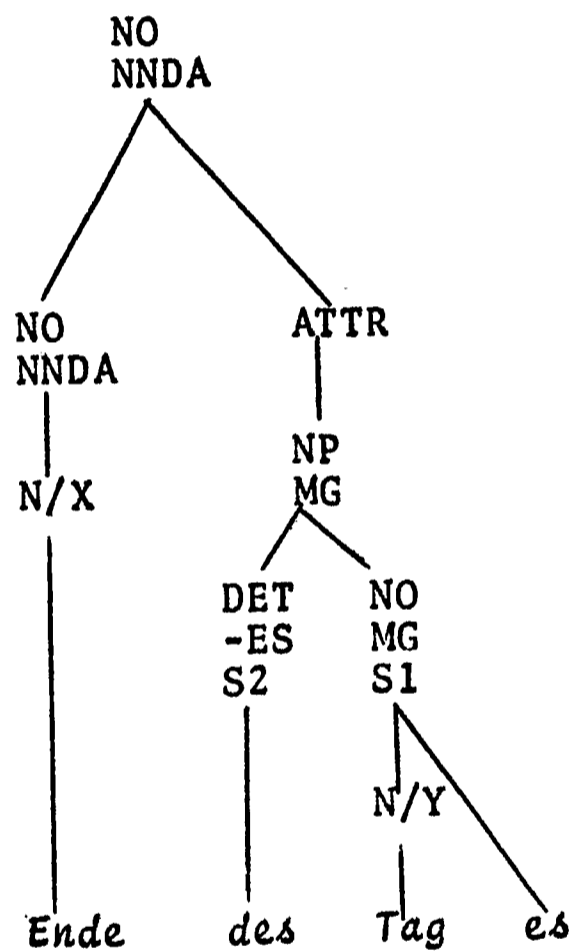 NO
NNDA
NO
NNDA
ATTR
N/X
NP
MG
DET
-ES
S2
NO
MG
S1
N/Y
Ende des Tag es